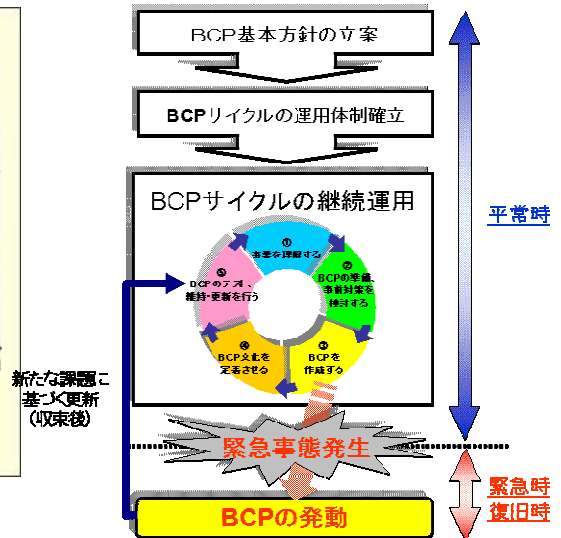 BCP基本方針の立案
BCPサイクルの運用体制確立
BCPサイクルの継続運用
①
事業を理解する
②
BCPの準備、
事前対策を
検討する
③
BCPを
作成する
④
BCP文化を
定着させる
⑤
BCPのテスト、
維持・更新を行う
平常時
新たな課題に
基づく更新
(収束後)
緊急事態発生
緊急時
復旧時
BCPの発動